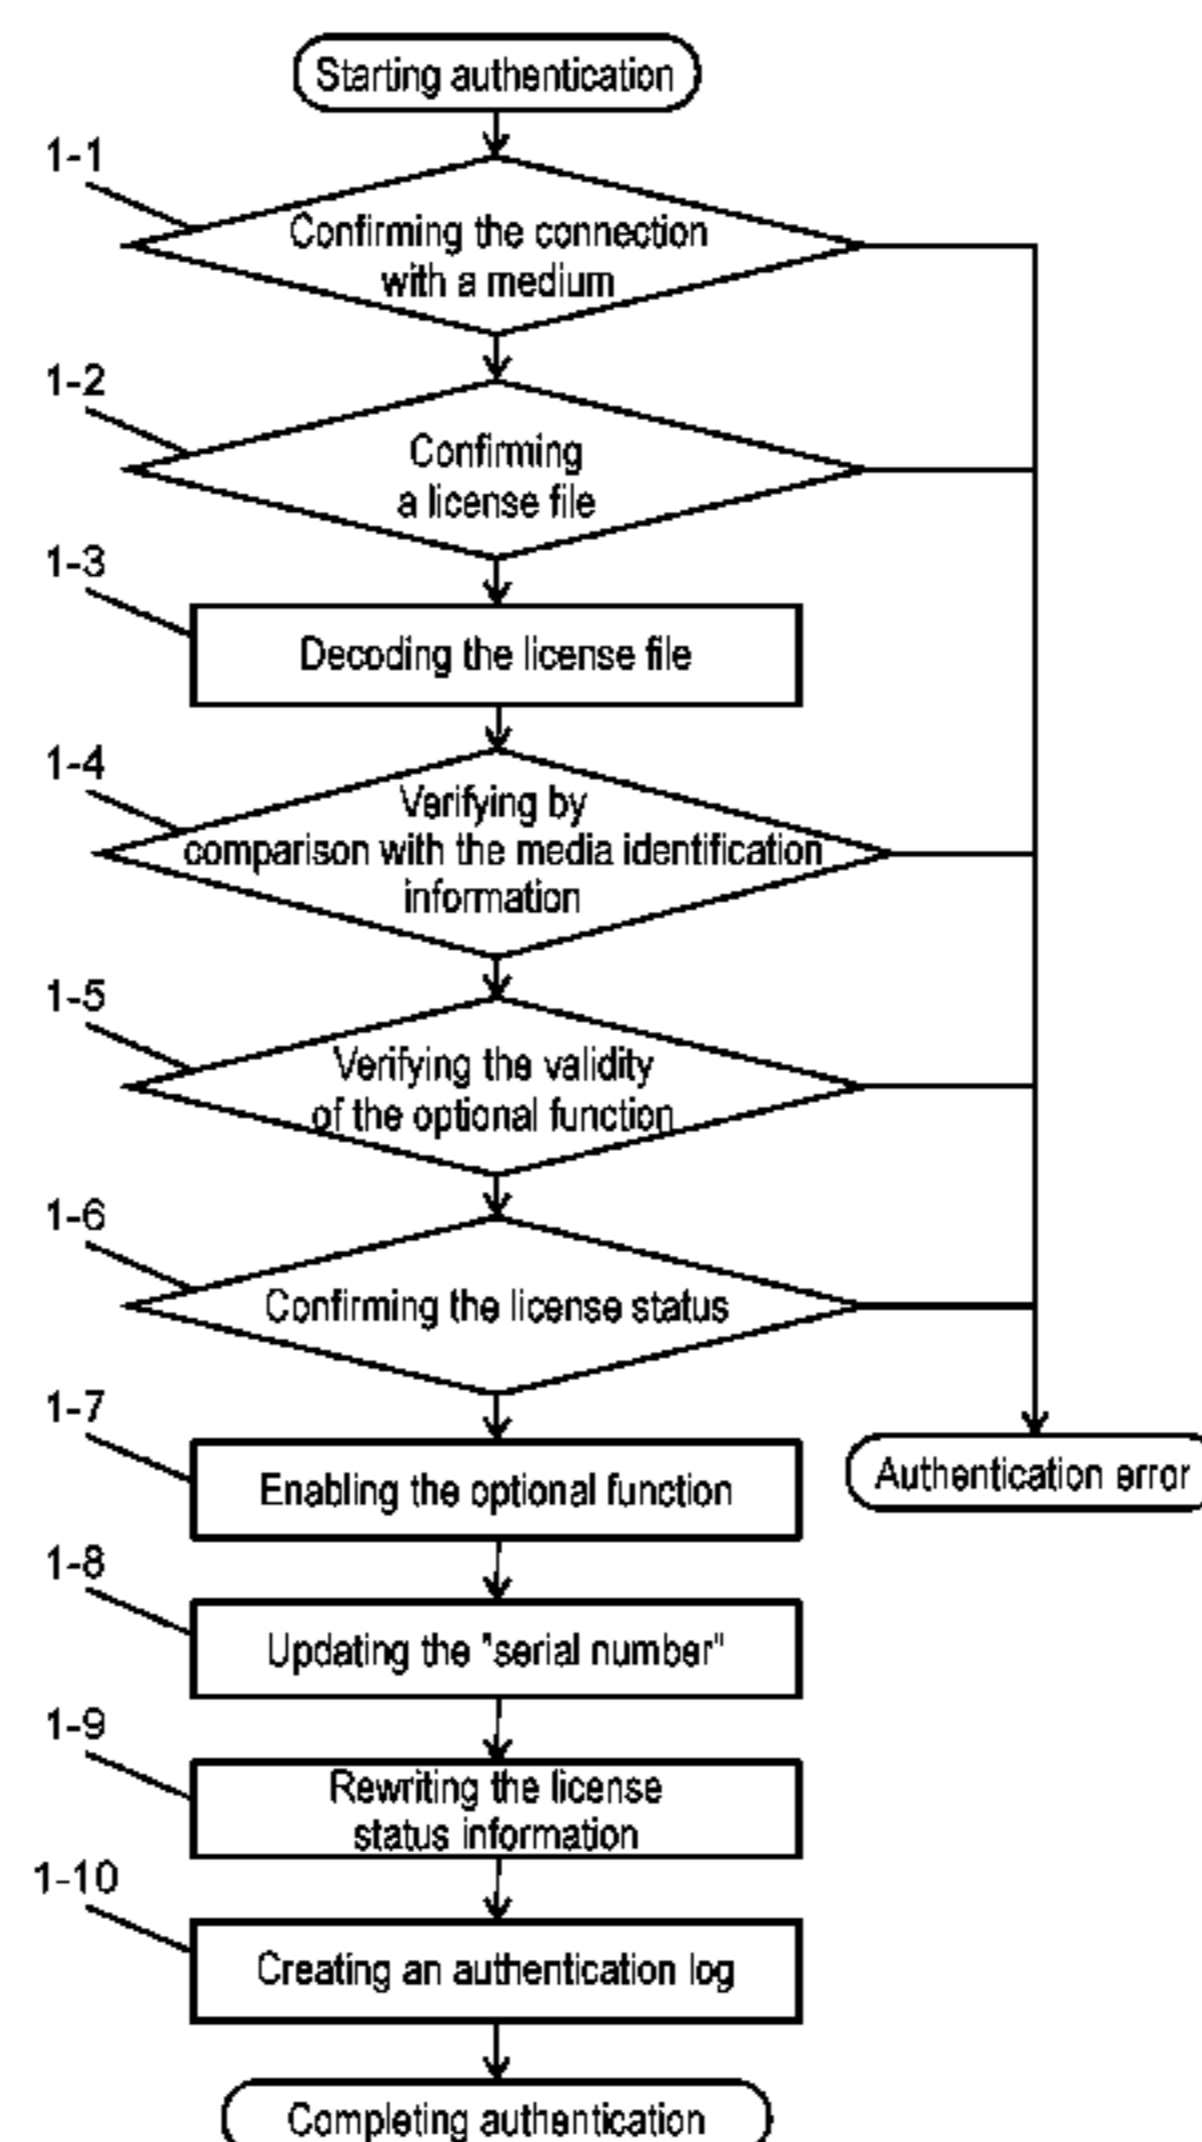 Starting authentication
1-1
Confirming the connection
with a medium
1-2
Confirming
a license file
1-3
Decoding the license file
1-4
Verifying by
comparison with the media identification
information
1-5
Verifying the validity
of the optional function
1-6
Confirming the license status
1-7
Enabling the optional function
Authentication error
1-8
Updating the "serial number"
1-9
Rewriting the license
status information
1-10
Creating an authentication log
Completing authentication